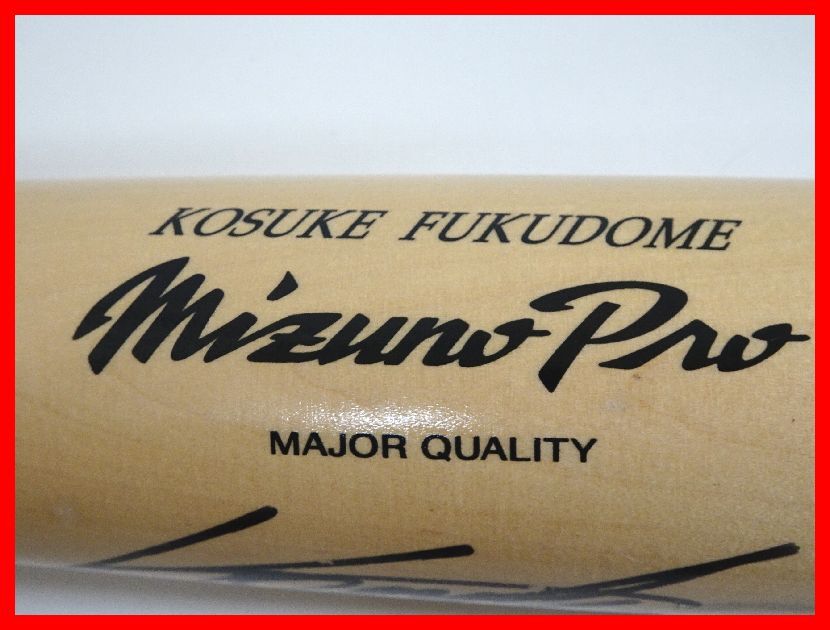 KOSUKE FUKUDOME
Mizuno Pro
MAJOR QUALITY